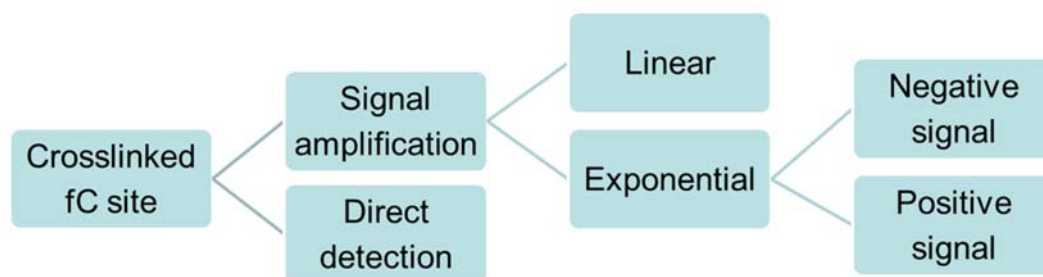 Crosslinked
fC site
Signal
amplification
Direct
detection
Linear
Exponential
Negative
signal
Positive
signal